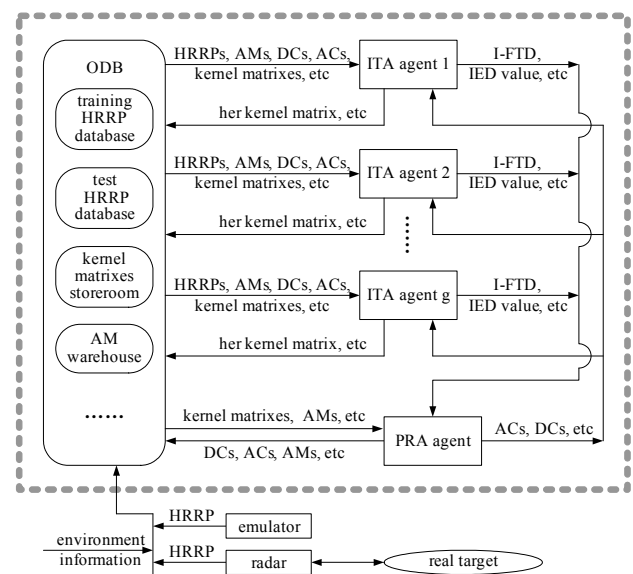 ODB
training
HRRP
database
test
HRRP
database
kernel
matrixes
storeroom
AM
warehouse
......
HRRPs, AMs, DCs, ACs,
kernel matrixes, etc
ITA agent 1
I-FTD,
IED value, etc
her kernel matrix, etc
HRRPs, AMs, DCs, ACs,
kernel matrixes, etc
ITA agent 2
I-FTD,
IED value, etc
her kernel matrix, etc
......
HRRPs, AMs, DCs, ACs,
kernel matrixes, etc
ITA agent g
I-FTD,
IED value, etc
her kernel matrix, etc
kernel matrixes, AMs, etc
DCs, ACs, AMs, etc
PRA agent
ACs, DCs, etc
environment
information
HRRP
emulator
HRRP
radar
real target